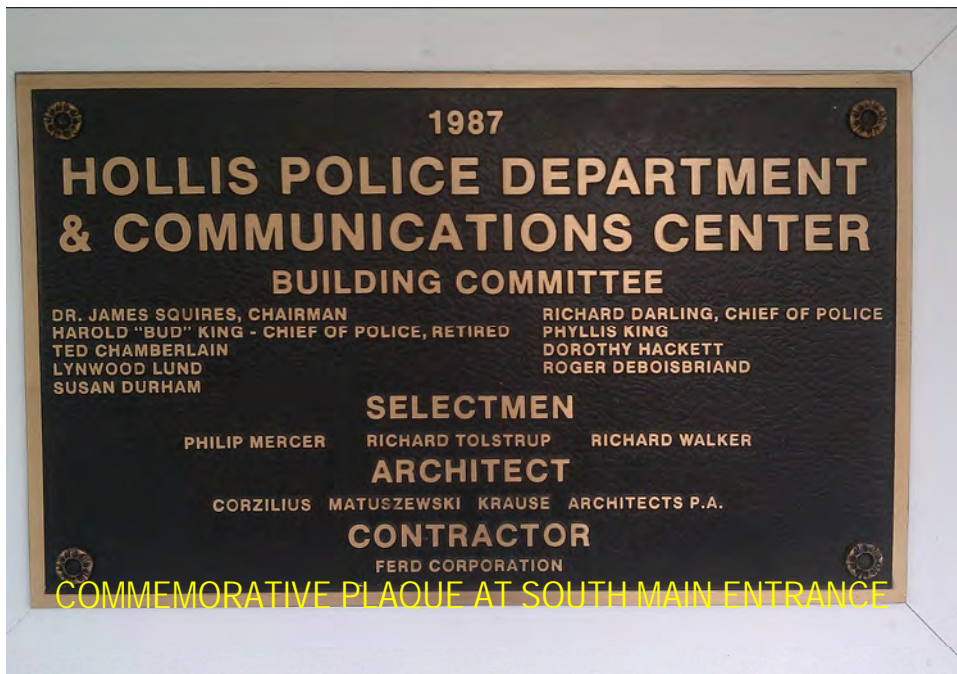 1987
HOLLIS POLICE DEPARTMENT
& COMMUNICATIONS CENTER
BUILDING COMMITTEE
DR. JAMES SQUIRES, CHAIRMAN
HAROLD "BUD" KING - CHIEF OF POLICE, RETIRED
TED CHAMBERLAIN
LYNWOOD LUND
SUSAN DURHAM
RICHARD DARLING, CHIEF OF POLICE
PHYLLIS KING
DOROTHY HACKETT
ROGER DEBOISBRIAND
SELECTMEN
PHILIP MERCER RICHARD TOLSTRUP RICHARD WALKER
ARCHITECT
CORZILIUS MATUSZEWSKI KRAUSE ARCHITECTS P.A.
CONTRACTOR
FERD CORPORATION
COMMEMORATIVE PLAQUE AT SOUTH MAIN ENTRANCE